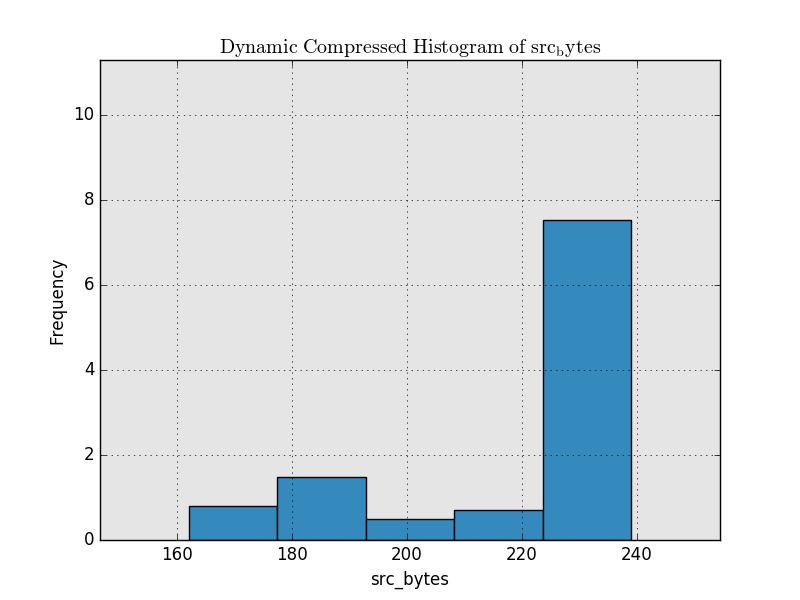 Dynamic Compressed Histogram of src_bytes
10
8
6
4
2
0
Frequency
160 180 200 220 240
src_bytes